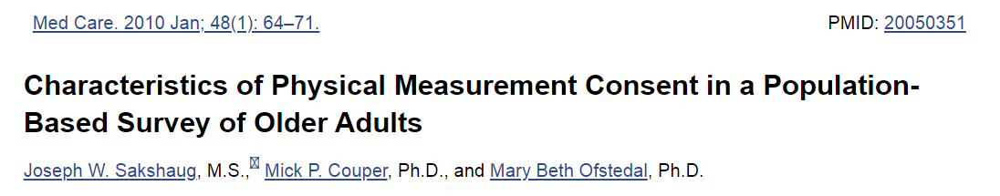 Med Care. 2010 Jan; 48(1): 64–71. PMID: 20050351
Characteristics of Physical Measurement Consent in a Population-
Based Survey of Older Adults
Joseph W. Sakshaug, M.S., Mick P. Couper, Ph.D., and Mary Beth Ofstedal, Ph.D.